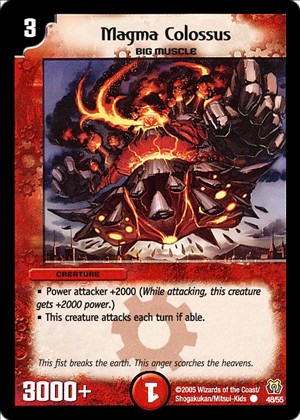 3
Magma Colossus
BIG MUSCLE
CREATURE
▪ Power attacker +2000 (While attacking, this creature
gets +2000 power.)
▪ This creature attacks each turn if able.
This fist breaks the earth. This anger scorches the heavens.
3000+
1
©2005 Wizards of the Coast/
Shogakukan/Mitsui-Kids
48/55